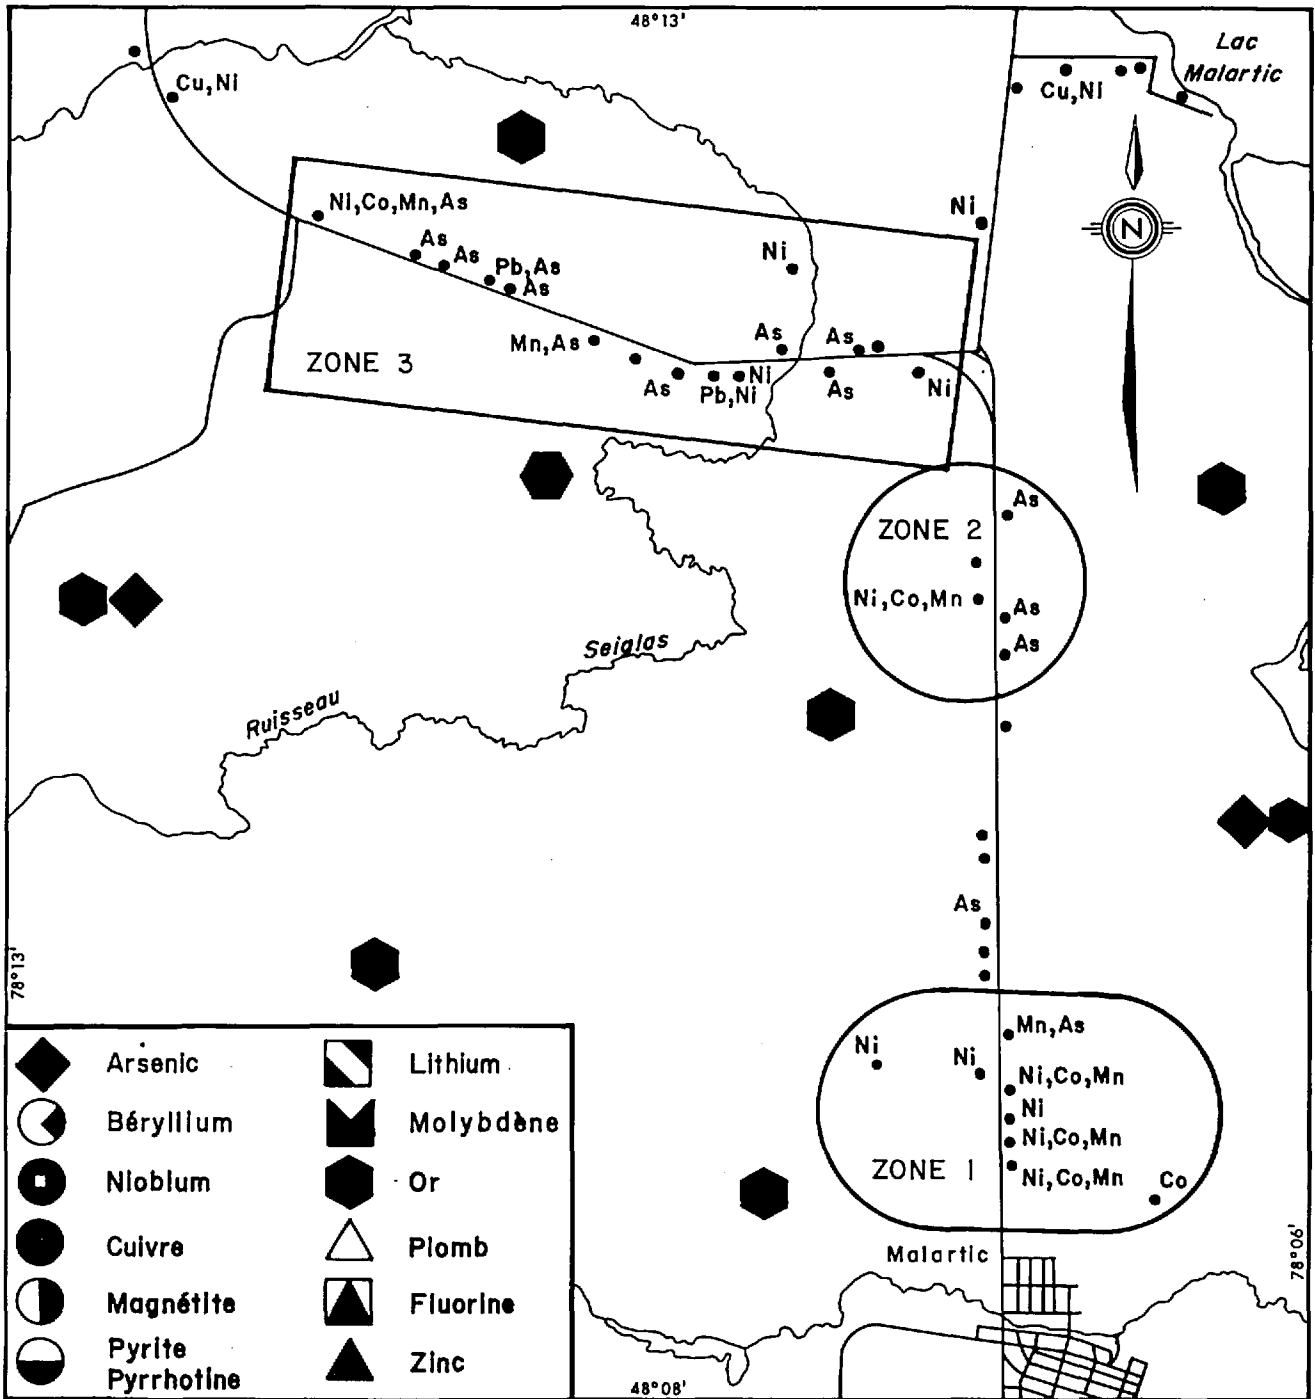 48°13'
Lac
Malartic
Cu,Ni
Cu,Ni
N
Ni,Co,Mn,As
Ni
As
As
Ni
Pb,As
As
Mn,As
As
As
ZONE 3
As
Pb,Ni
Ni
As
Ni
As
ZONE 2
Ni,Co,Mn
As
As
Seiglas
Ruisseau
As
78°13'
Mn,As
Ni
Ni
Ni,Co,Mn
Ni
Ni,Co,Mn
ZONE 1
Ni,Co,Mn
Co
Malartic
78°06'
48°08'
Arsenic
Béryllium
Niobium
Cuivre
Magnétite
Pyrite
Pyrrhotine
Lithium
Molybdène
Or
Plomb
Fluorine
Zinc